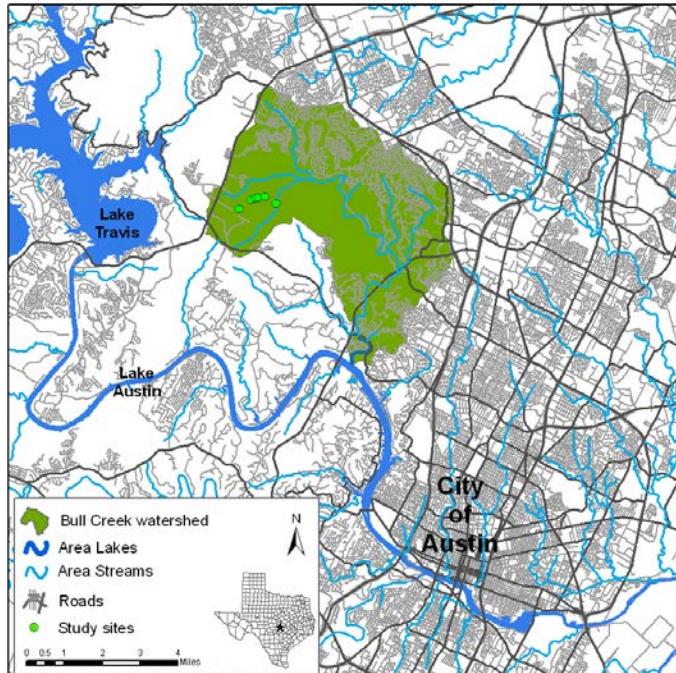 Lake
Travis
Lake
Austin
City
of
Austin
Bull Creek watershed
N
Area Lakes
Area Streams
Roads
Study sites
0 0.5 1 2 3 4
Miles